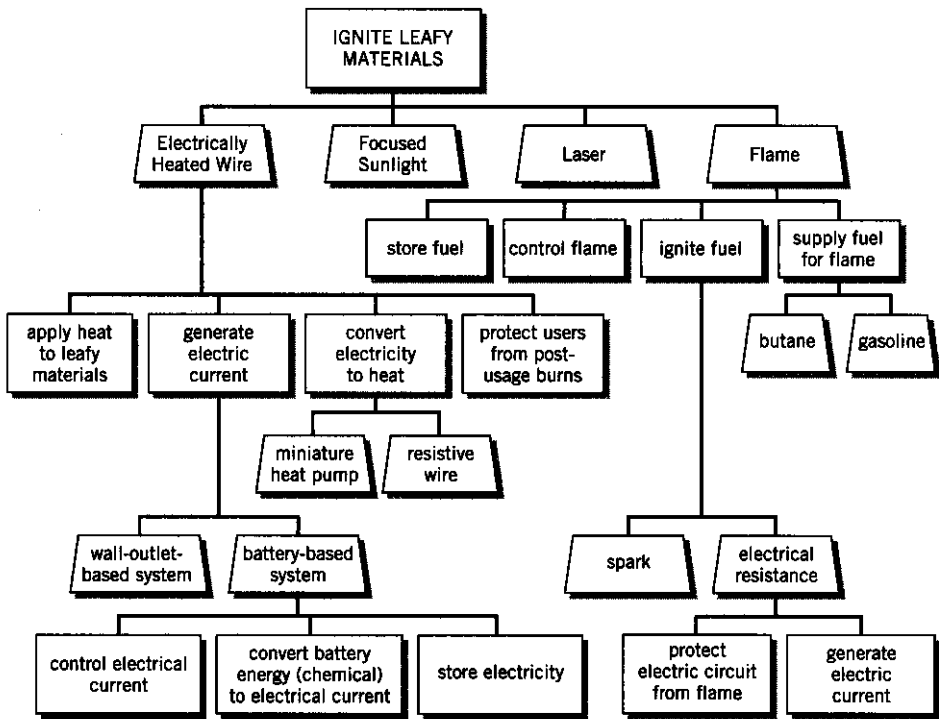 IGNITE LEAFY
MATERIALS
Electrically
Heated Wire
Focused
Sunlight
Laser
Flame
store fuel
control flame
ignite fuel
supply fuel
for flame
apply heat
to leafy
materials
generate
electric
current
convert
electricity
to heat
protect users
from post-
usage burns
butane
gasoline
miniature
heat pump
resistive
wire
wall-outlet-
based system
battery-based
system
spark
electrical
resistance
control electrical
current
convert battery
energy (chemical)
to electrical current
store electricity
protect
electric circuit
from flame
generate
electric
current